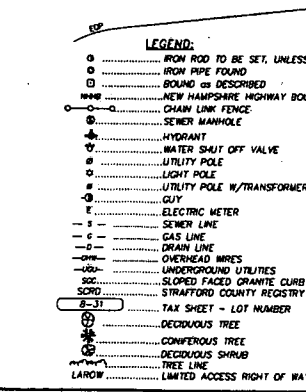 EOP
LEGEND:
IRON ROD TO BE SET, UNLESS
IRON PIPE FOUND
BOUND as DESCRIBED
NHHB NEW HAMPSHIRE HIGHWAY BOU
CHAIN LINK FENCE
SEWER MANHOLE
HYDRANT
WATER SHUT OFF VALVE
UTILITY POLE
LIGHT POLE
UTILITY POLE W/TRANSFORMER
GUY
E ELECTRIC METER
S SEWER LINE
G GAS LINE
D DRAIN LINE
OHW OVERHEAD WIRES
UGU UNDERGROUND UTILITIES
SGC SLOPED FACED GRANITE CURB
SCRD STRAFFORD COUNTY REGISTRY
8-31 TAX SHEET - LOT NUMBER
DECIDUOUS TREE
CONIFEROUS TREE
DECIDUOUS SHRUB
TREE LINE
LAROW LIMITED ACCESS RIGHT OF WA